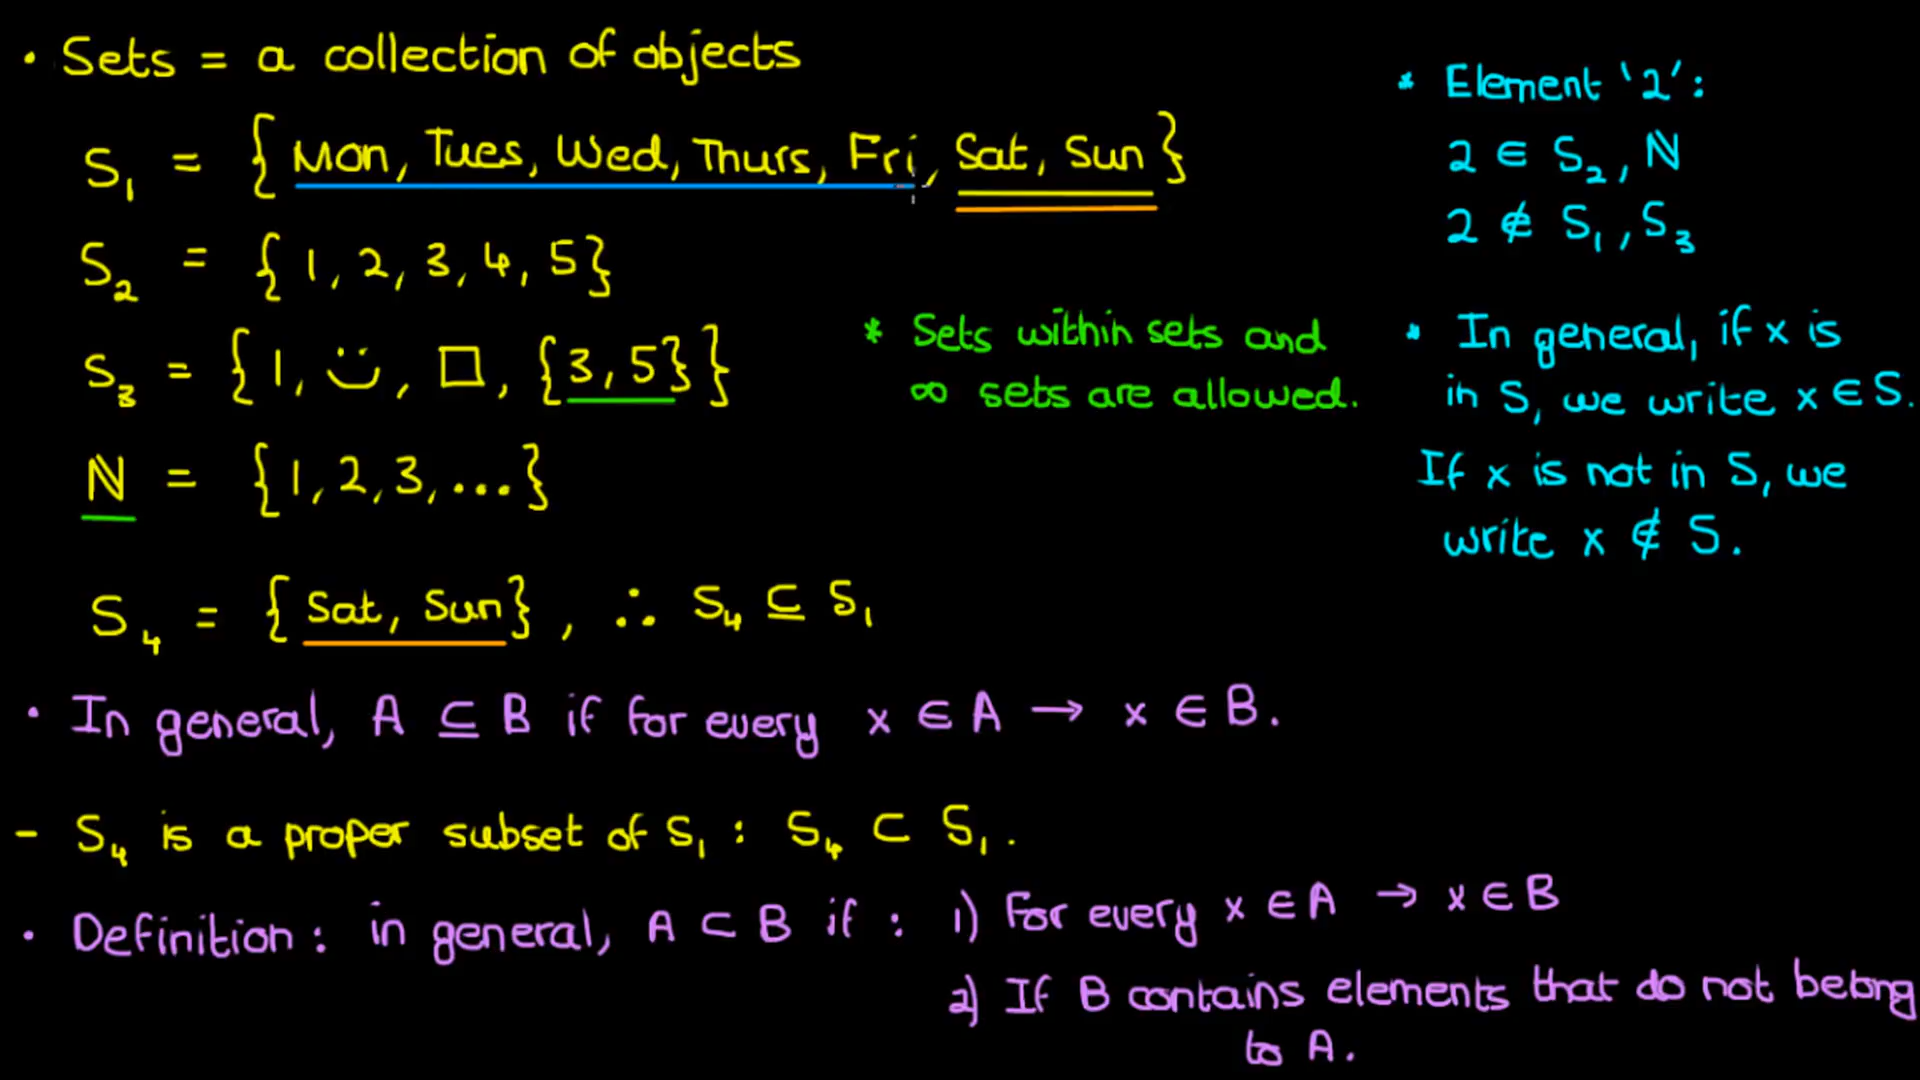 • Sets = a collection of objects
S₁ = {Mon, Tues, Wed, Thurs, Fri, Sat, Sun}
S₂ = {1, 2, 3, 4, 5}
S₃ = {1, ☺, □, {3, 5}}
ℕ = {1, 2, 3, ...}
* Sets within sets and
∞ sets are allowed.
* Element '2':
2 ∈ S₂, ℕ
2 ∉ S₁, S₃
• In general, if x is
in S, we write x ∈ S.
If x is not in S, we
write x ∉ S.
S₄ = {Sat, Sun}, ∴ S₄ ⊆ S₁
• In general, A ⊆ B if for every x ∈ A → x ∈ B.
- S₄ is a proper subset of S₁ : S₄ ⊂ S₁.
• Definition: in general, A ⊂ B if : 1) For every x ∈ A → x ∈ B
2) If B contains elements that do not belong
to A.